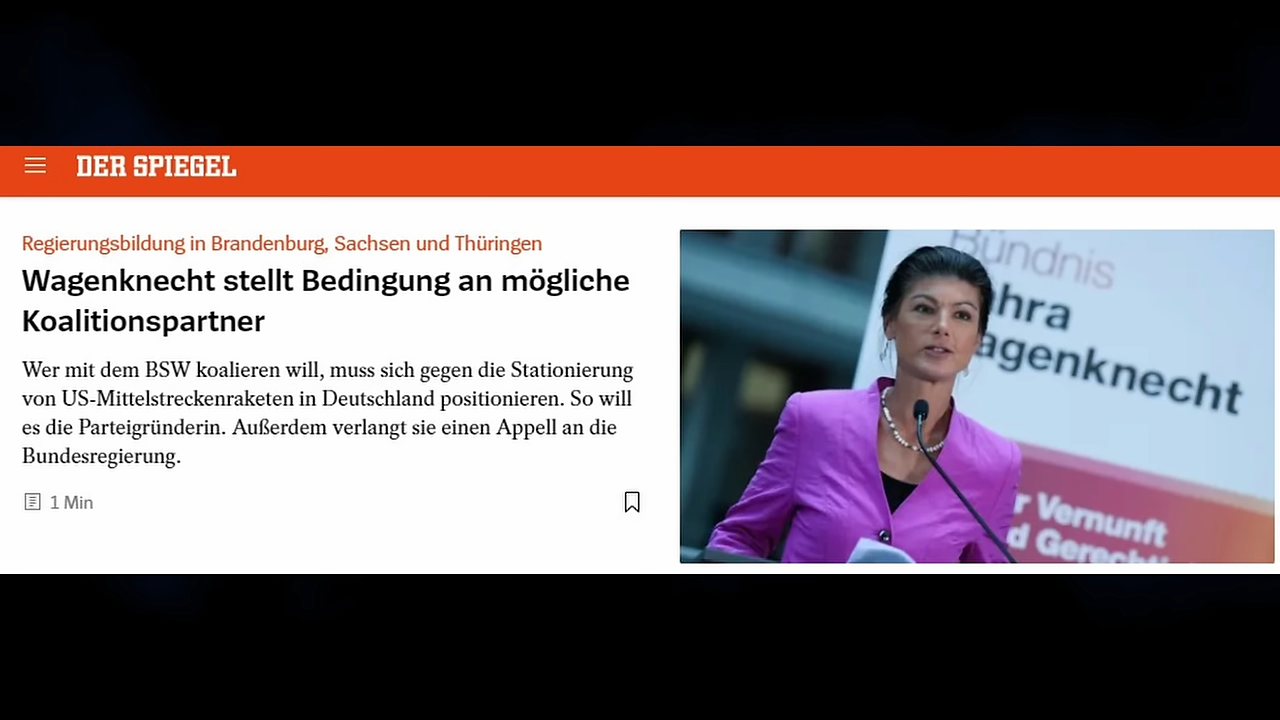 DER SPIEGEL
Regierungsbildung in Brandenburg, Sachsen und Thüringen
Wagenknecht stellt Bedingung an mögliche
Koalitionspartner
Wer mit dem BSW koalieren will, muss sich gegen die Stationierung
von US-Mittelstreckenraketen in Deutschland positionieren. So will
es die Parteigründerin. Außerdem verlangt sie einen Appell an die
Bundesregierung.
1 Min
Bündnis
ahra
agenknecht
r Vernunft
d Gerechti